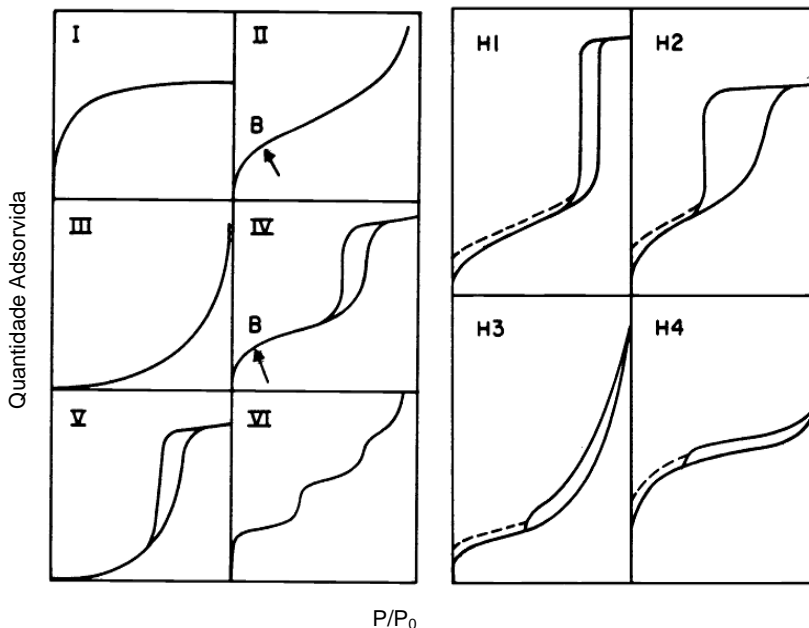 I
II
B
III
IV
B
V
VI
H1
H2
H3
H4
Quantidade Adsorvida
P/P₀